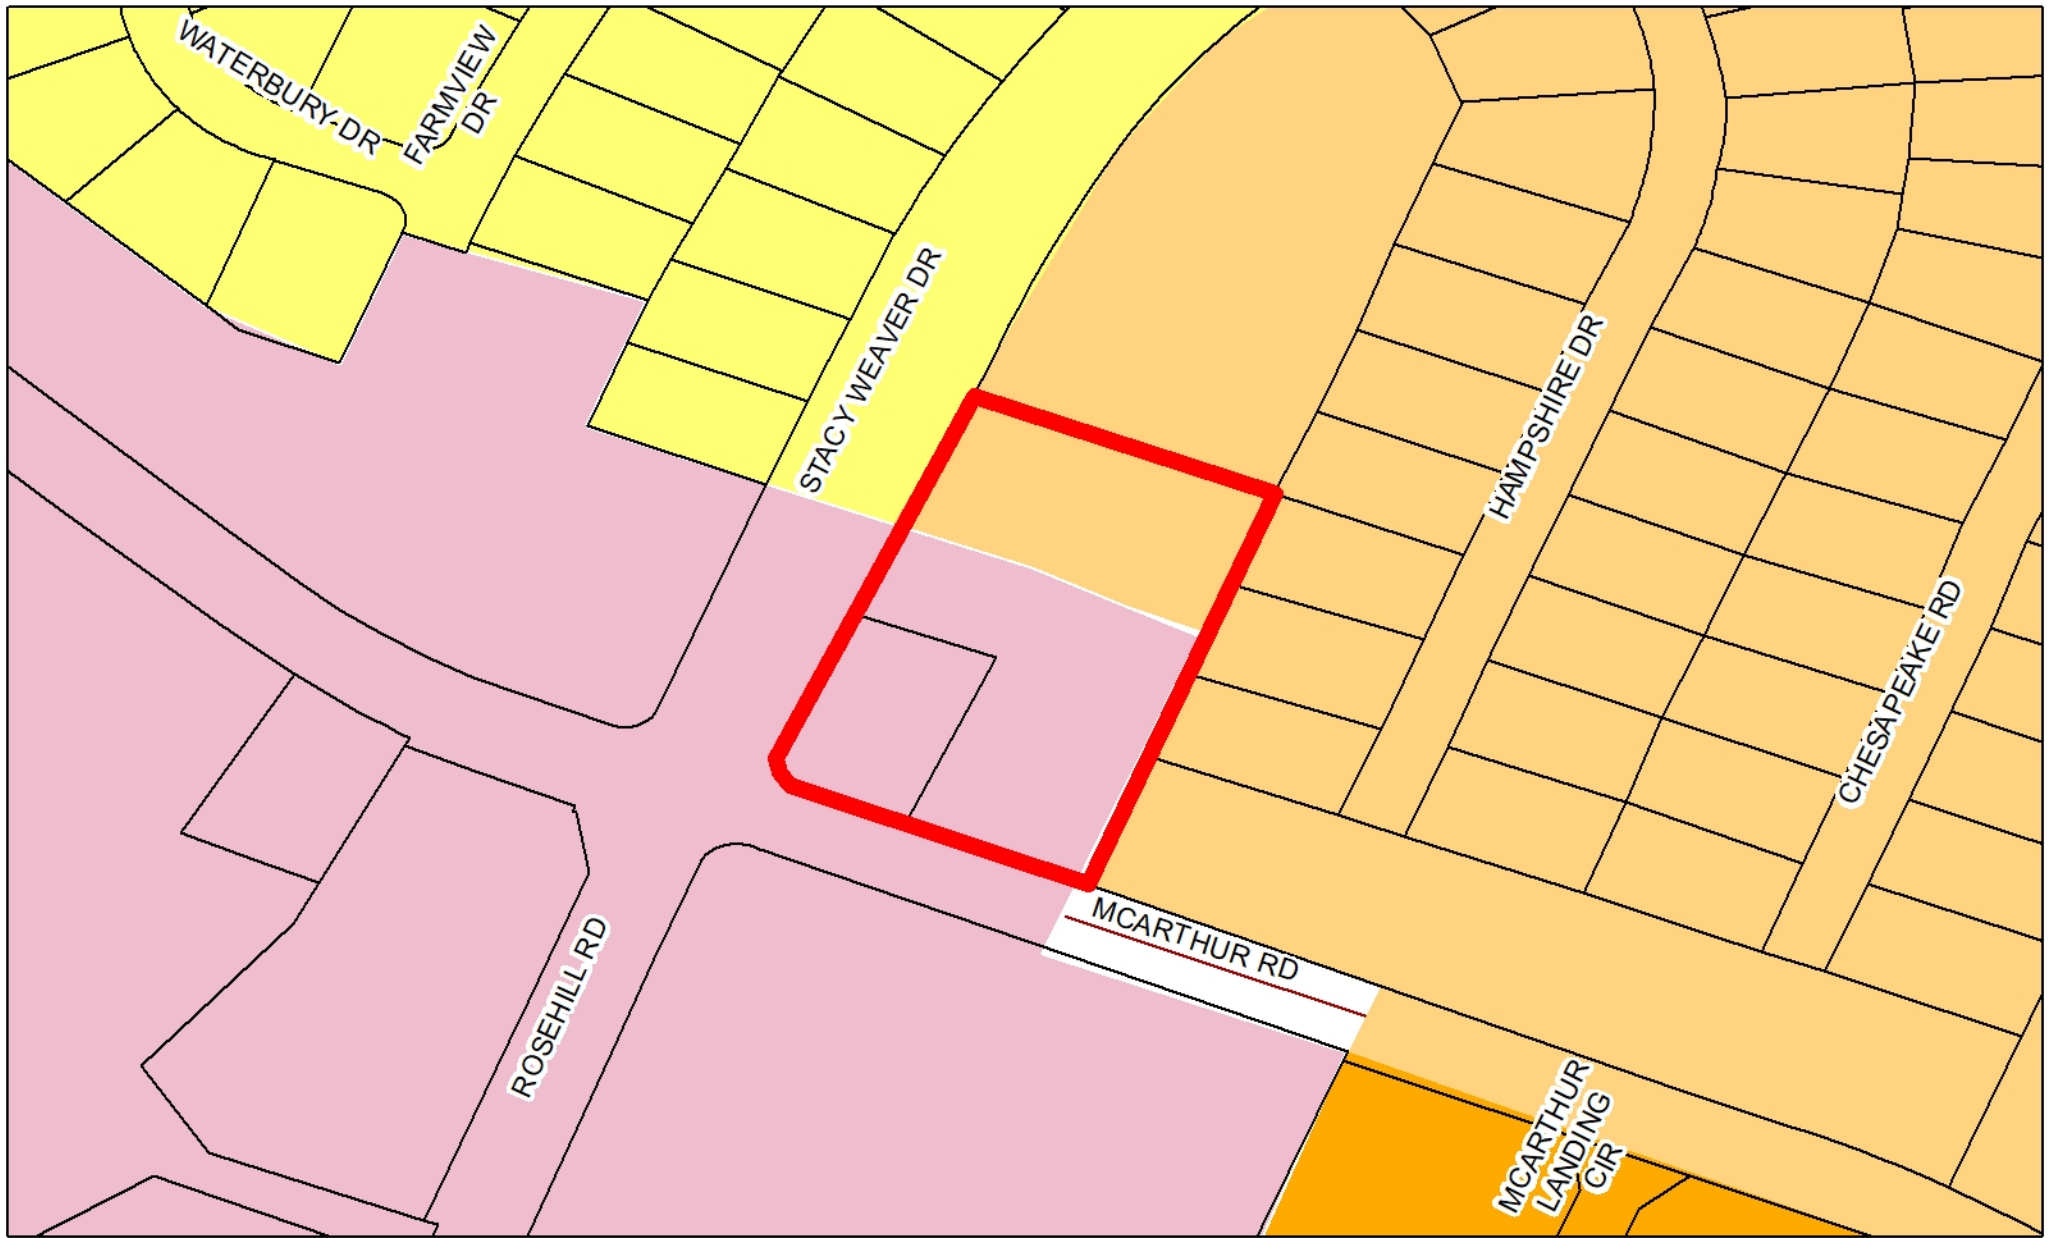 WATERBURY DR
FARMVIEW
DR
STACY WEAVER DR
HAMPSHIRE DR
CHESAPEAKE RD
MCARTHUR RD
ROSEHILL RD
MCARTHUR
LANDING
CIR